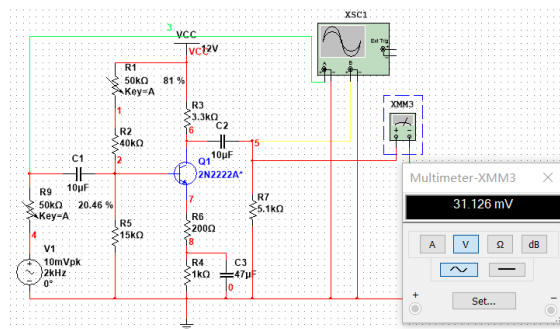 XSC1
3
VCC
12V
VCC
Ext Trig
A
B
R1
50kΩ
Key=A
81 %
1
R3
3.3kΩ
6
XMM3
R2
40kΩ
2
C2
10µF
5
C1
10µF
Q1
2N2222A*
R9
50kΩ
Key=A
20.46 %
4
7
R7
5.1kΩ
R5
15kΩ
R6
200Ω
8
V1
10mVpk
2kHz
0°
R4
1kΩ
C3
47µF
0
Multimeter-XMM3
31.126 mV
A
V
Ω
dB
Set...
+
-